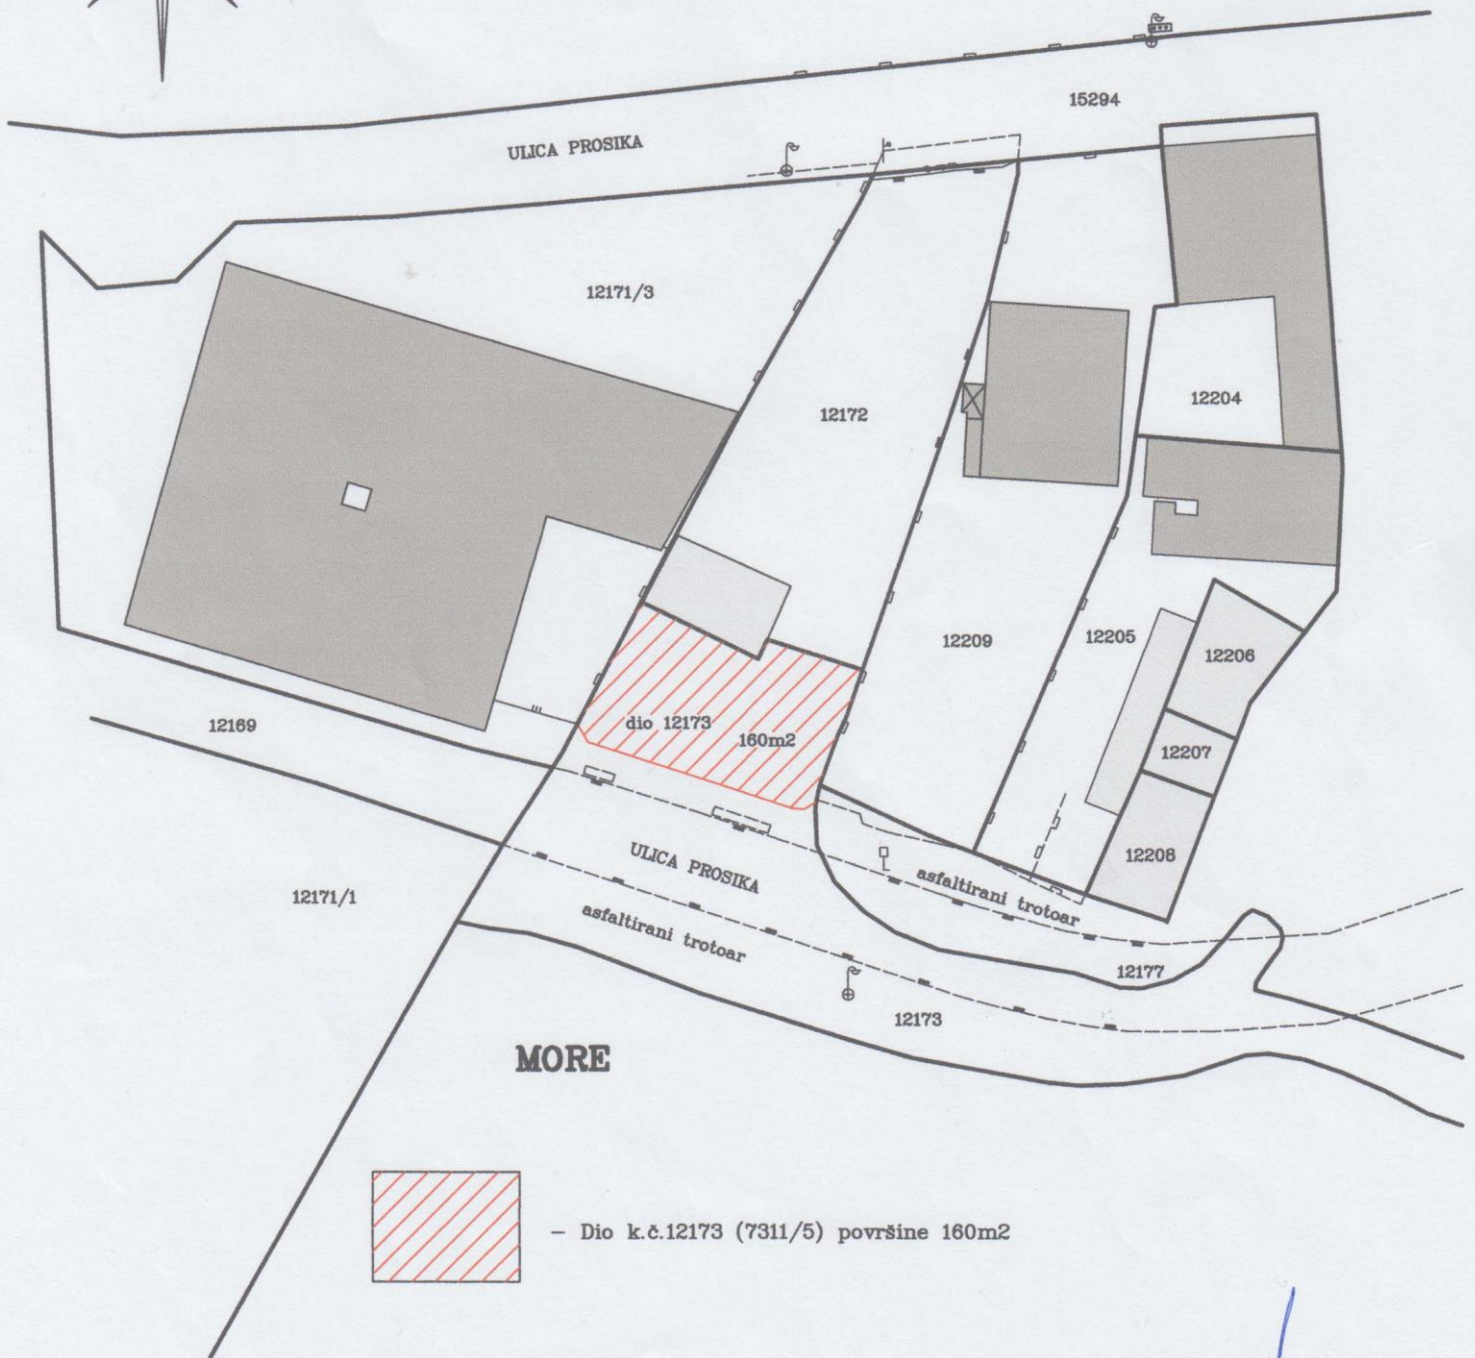 15294
ULICA PROSIKA
12171/3
12204
12172
12209
12205
12206
dio 12173
160m2
12169
12207
ULICA PROSIKA
12208
asfaltirani trotoar
12171/1
asfaltirani trotoar
12177
12173
MORE
– Dio k.č.12173 (7311/5) površine 160m2